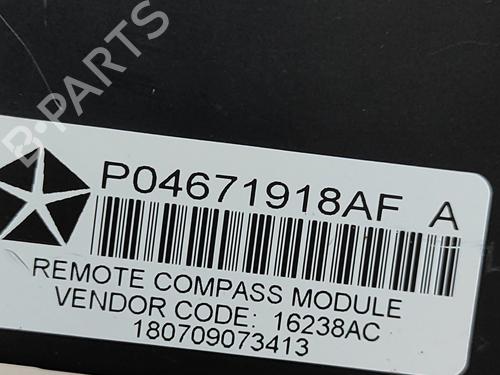 B-PARTS
P04671918AF A
REMOTE COMPASS MODULE
VENDOR CODE: 16238AC
180709073413